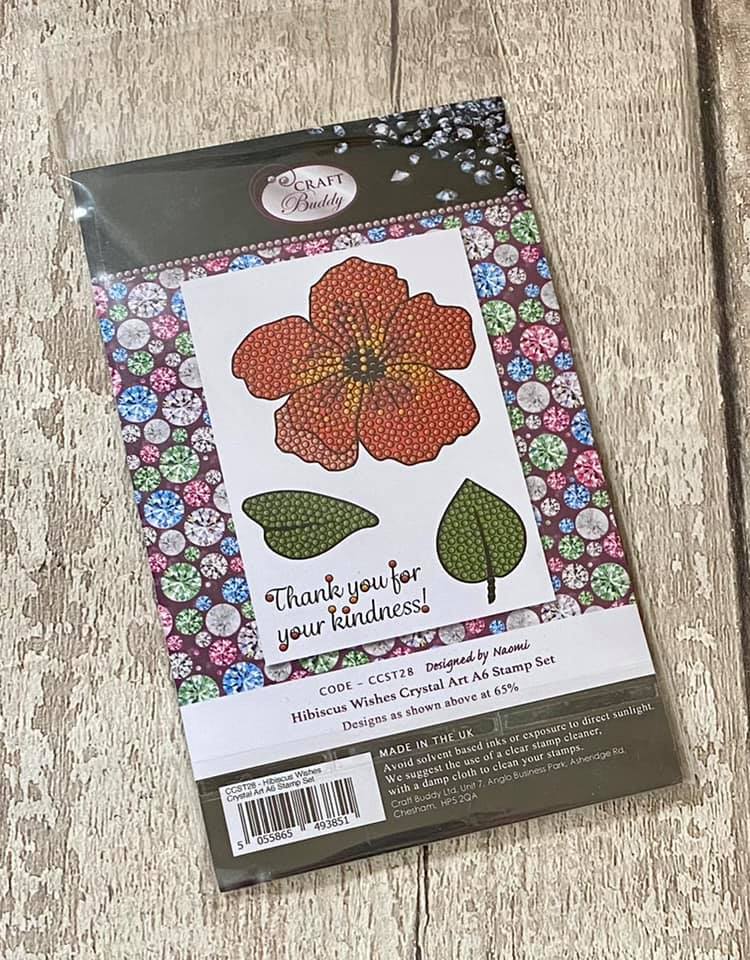 CRAFT
Buddy
Thank you for
your kindness!
CODE - CCST28 Designed by Naomi
Hibiscus Wishes Crystal Art A6 Stamp Set
Designs as shown above at 65%
CCST28 - Hibiscus Wishes
Crystal Art A6 Stamp Set
5 055865 493851
MADE IN THE UK
Avoid solvent based inks or exposure to direct sunlight.
We suggest the use of a clear stamp cleaner,
with a damp cloth to clean your stamps.
Craft Buddy Ltd. Unit 7, Anglo Business Park, Asheridge Rd.
Chesham, HP5 2QA